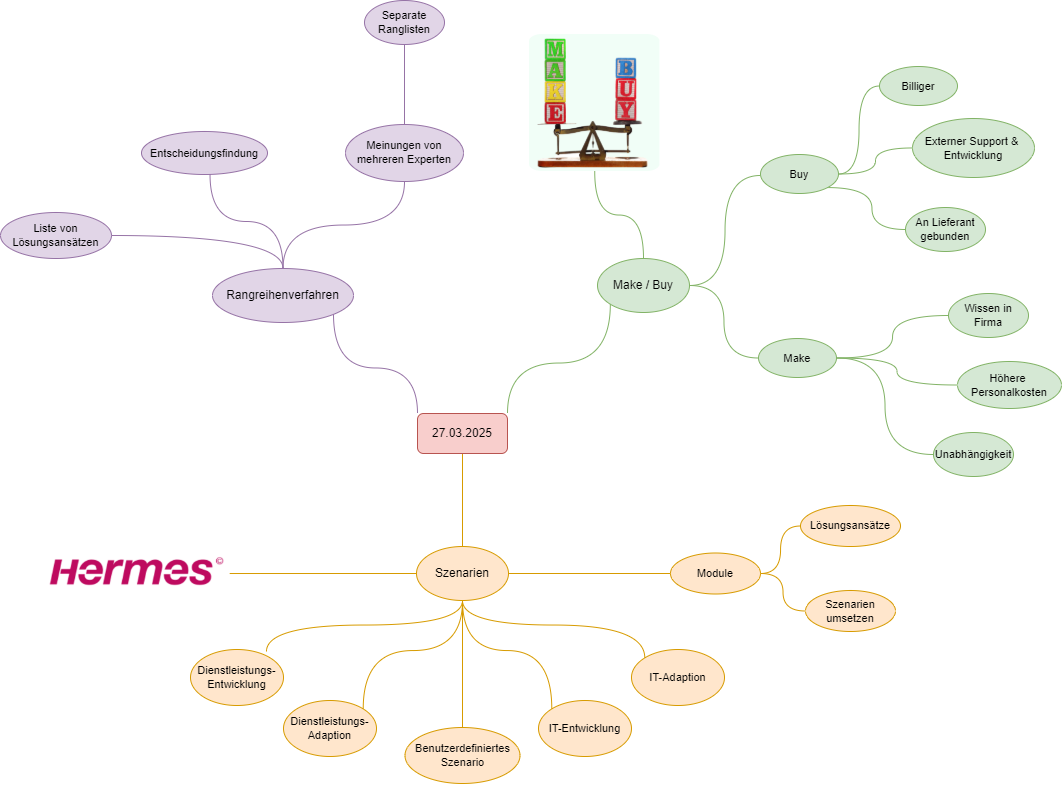 Separate
Ranglisten
Entscheidungsfindung
Meinungen von
mehreren Experten
Liste von
Lösungsansätzen
Rangreihenverfahren
MAKE
BUY
Make / Buy
Buy
Billiger
Externer Support &
Entwicklung
An Lieferant
gebunden
Make
Wissen in
Firma
Höhere
Personalkosten
Unabhängigkeit
27.03.2025
Hermes©
Szenarien
Module
Lösungsansätze
Szenarien
umsetzen
Dienstleistungs-
Entwicklung
Dienstleistungs-
Adaption
Benutzerdefiniertes
Szenario
IT-Entwicklung
IT-Adaption